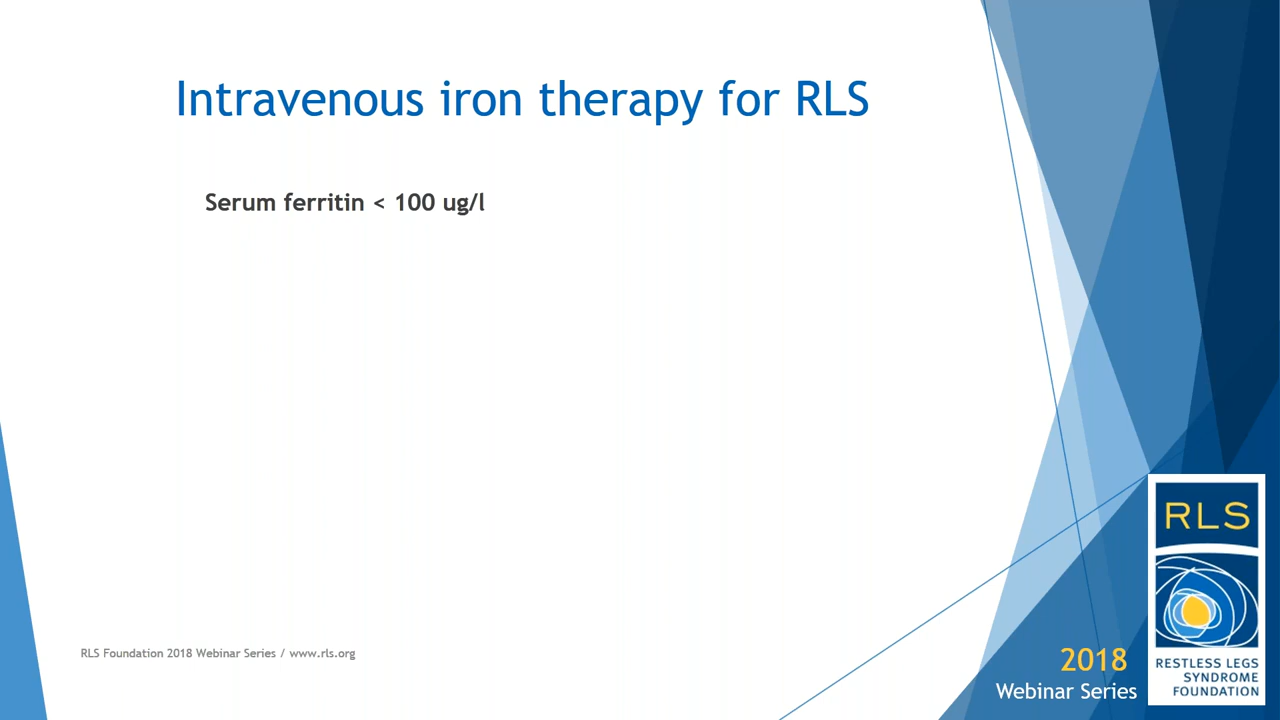 Intravenous iron therapy for RLS
Serum ferritin < 100 ug/l
RLS Foundation 2018 Webinar Series / www.rls.org
2018
Webinar Series
RLS
RESTLESS LEGS
SYNDROME
FOUNDATION